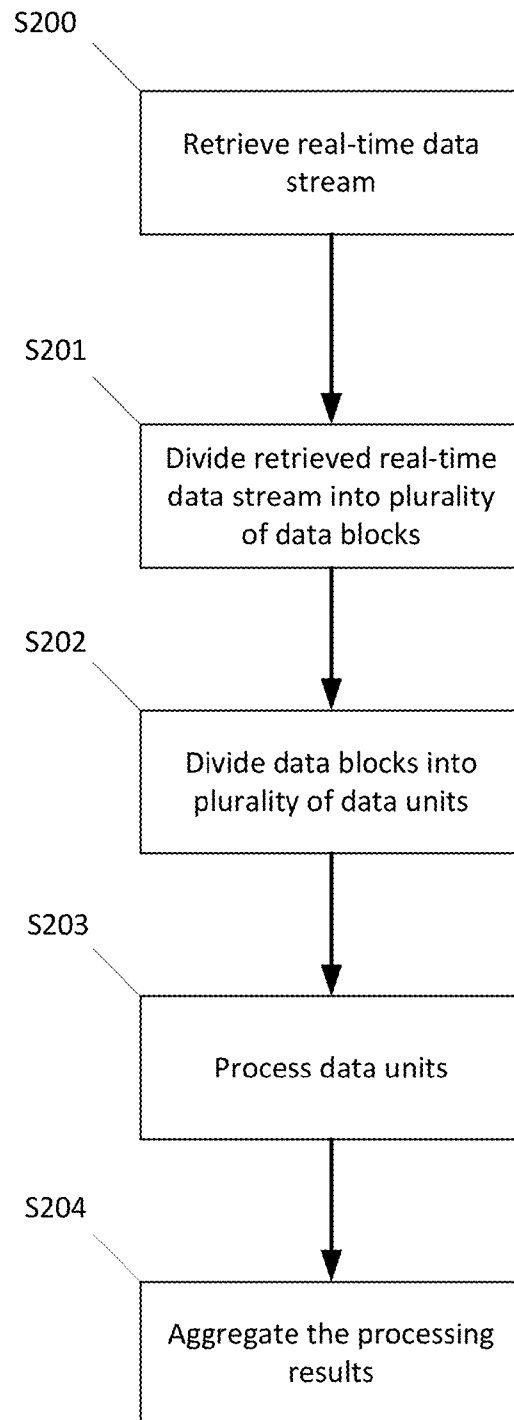 S200
Retrieve real-time data
stream
S201
Divide retrieved real-time
data stream into plurality
of data blocks
S202
Divide data blocks into
plurality of data units
S203
Process data units
S204
Aggregate the processing
results